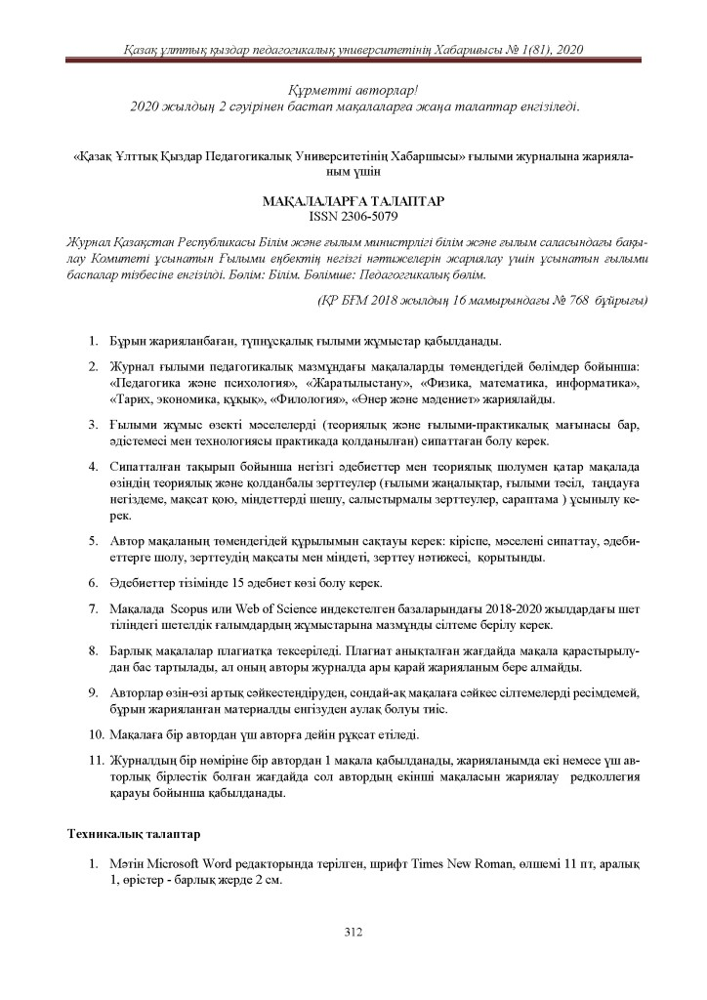 Қазақ ұлттық қыздар педагогикалық университетінің Хабаршысы № 1(81), 2020
Құрметті авторлар!
2020 жылдың 2 сәуірінен бастап мақалаларға жаңа талаптар енгізіледі.
«Қазақ Ұлттық Қыздар Педагогикалық Университетінің Хабаршысы» ғылыми журналына жарияла-
ным үшін
МАҚАЛАЛАРҒА ТАЛАПТАР
ISSN 2306-5079
Журнал Қазақстан Республикасы Білім және ғылым министрлігі білім және ғылым саласындағы бақы-
лау Комитеті ұсынатын Ғылыми еңбектің негізгі нәтижелерін жариялау үшін ұсынатын ғылыми
баспалар тізбесіне енгізілді. Бөлім: Білім. Бөлімше: Педагоггикалық бөлім.
(ҚР БҒМ 2018 жылдың 16 мамырындағы № 768 бұйрығы)
1. Бұрын жарияланбаған, түпнұсқалық ғылыми жұмыстар қабылданады.
2. Журнал ғылыми педагогикалық мазмұндағы мақалаларды төмендегідей бөлімдер бойынша:
«Педагогика және психология», «Жаратылыстану», «Физика, математика, информатика»,
«Тарих, экономика, құқық», «Филология», «Өнер және мәдениет» жариялайды.
3. Ғылыми жұмыс өзекті мәселелерді (теориялық және ғылыми-практикалық мағынасы бар,
әдістемесі мен технологиясы практикада қолданылған) сипаттаған болу керек.
4. Сипатталған тақырып бойынша негізгі әдебиеттер мен теориялық шолумен қатар мақалада
өзіндің теориялық және қолданбалы зерттеулер (ғылыми жаңалықтар, ғылыми тәсіл, таңдауға
негіздеме, мақсат қою, міндеттерді шешу, салыстырмалы зерттеулер, сараптама ) ұсынылу ке-
рек.
5. Автор мақаланың төмендегідей құрылымын сақтауы керек: кіріспе, мәселені сипаттау, әдеби-
еттерге шолу, зерттеудің мақсаты мен міндеті, зерттеу нәтижесі, қорытынды.
6. Әдебиеттер тізімінде 15 әдебиет көзі болу керек.
7. Мақалада Scopus или Web of Science индекстелген базаларындағы 2018-2020 жылдардағы шет
тіліндегі шетелдік ғалымдардың жұмыстарына мазмұнды сілтеме берілу керек.
8. Барлық мақалалар плагиатқа тексеріледі. Плагиат анықталған жағдайда мақала қарастырылу-
дан бас тартылады, ал оның авторы журналда ары қарай жарияланым бере алмайды.
9. Авторлар өзін-өзі артық сәйкестендіруден, сондай-ақ мақалаға сәйкес сілтемелерді ресімдемей,
бұрын жарияланған материалды енгізуден аулақ болуы тиіс.
10. Мақалаға бір автордан үш авторға дейін рұқсат етіледі.
11. Журналдың бір нөміріне бір автордан 1 мақала қабылданады, жарияланымда екі немесе үш ав-
торлық бірлестік болған жағдайда сол автордың екінші мақаласын жариялау редколлегия
қарауы бойынша қабылданады.
Техникалық талаптар
1. Мәтін Microsoft Word редакторында терілген, шрифт Times New Roman, өлшемі 11 пт, аралық
1, өрістер - барлық жерде 2 см.
312